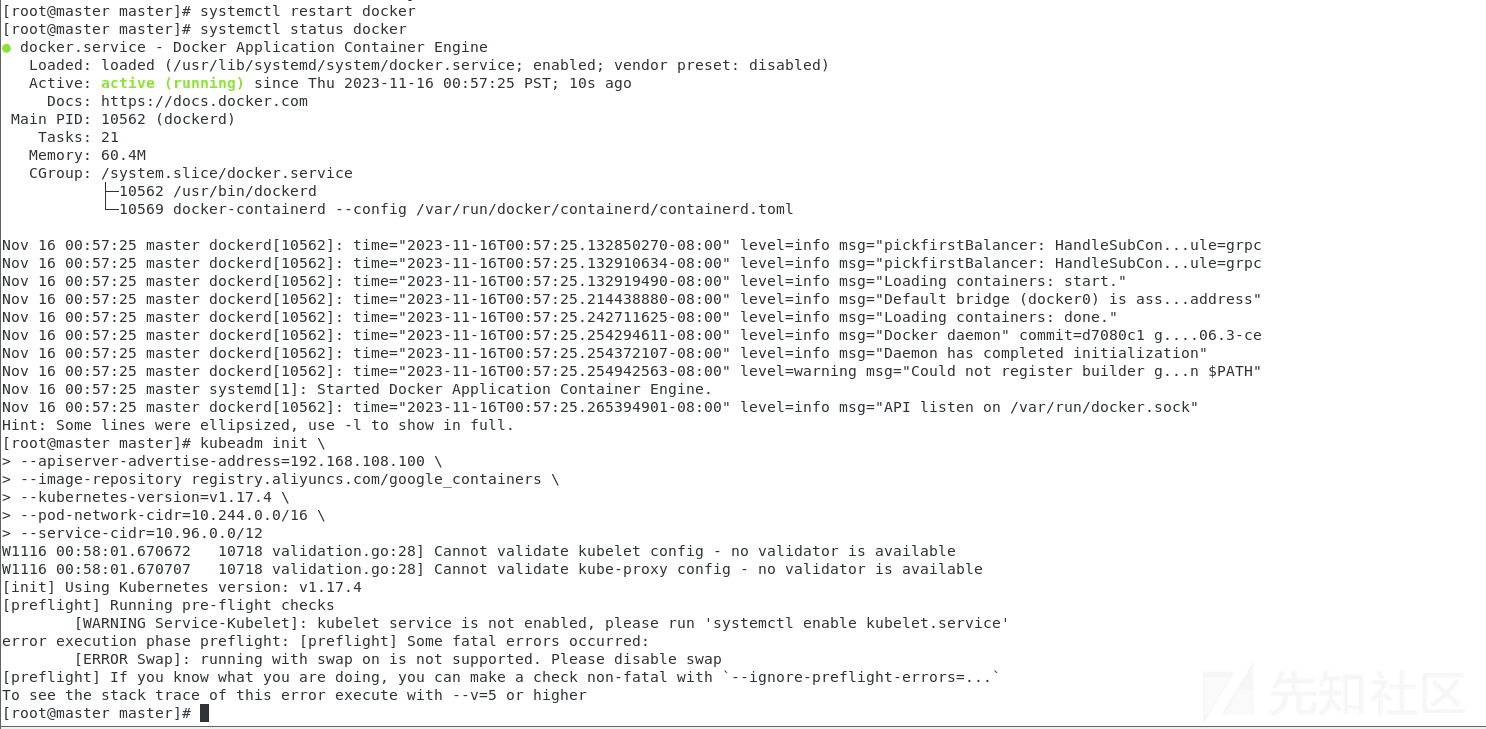 [root@master master]# systemctl restart docker
[root@master master]# systemctl status docker
● docker.service - Docker Application Container Engine
   Loaded: loaded (/usr/lib/systemd/system/docker.service; enabled; vendor preset: disabled)
   Active: active (running) since Thu 2023-11-16 00:57:25 PST; 10s ago
     Docs: https://docs.docker.com
 Main PID: 10562 (dockerd)
    Tasks: 21
   Memory: 60.4M
   CGroup: /system.slice/docker.service
           ├─10562 /usr/bin/dockerd
           └─10569 docker-containerd --config /var/run/docker/containerd/containerd.toml

Nov 16 00:57:25 master dockerd[10562]: time="2023-11-16T00:57:25.132850270-08:00" level=info msg="pickfirstBalancer: HandleSubCon...ule=grpc
Nov 16 00:57:25 master dockerd[10562]: time="2023-11-16T00:57:25.132910634-08:00" level=info msg="pickfirstBalancer: HandleSubCon...ule=grpc
Nov 16 00:57:25 master dockerd[10562]: time="2023-11-16T00:57:25.132919490-08:00" level=info msg="Loading containers: start."
Nov 16 00:57:25 master dockerd[10562]: time="2023-11-16T00:57:25.214438880-08:00" level=info msg="Default bridge (docker0) is ass...address"
Nov 16 00:57:25 master dockerd[10562]: time="2023-11-16T00:57:25.242711625-08:00" level=info msg="Loading containers: done."
Nov 16 00:57:25 master dockerd[10562]: time="2023-11-16T00:57:25.254294611-08:00" level=info msg="Docker daemon" commit=d7080c1 g....06.3-ce
Nov 16 00:57:25 master dockerd[10562]: time="2023-11-16T00:57:25.254372107-08:00" level=info msg="Daemon has completed initialization"
Nov 16 00:57:25 master dockerd[10562]: time="2023-11-16T00:57:25.254942563-08:00" level=warning msg="Could not register builder g...n $PATH"
Nov 16 00:57:25 master systemd[1]: Started Docker Application Container Engine.
Nov 16 00:57:25 master dockerd[10562]: time="2023-11-16T00:57:25.265394901-08:00" level=info msg="API listen on /var/run/docker.sock"
Hint: Some lines were ellipsized, use -l to show in full.
[root@master master]# kubeadm init \
> --apiserver-advertise-address=192.168.108.100 \
> --image-repository registry.aliyuncs.com/google_containers \
> --kubernetes-version=v1.17.4 \
> --pod-network-cidr=10.244.0.0/16 \
> --service-cidr=10.96.0.0/12
W1116 00:58:01.670672   10718 validation.go:28] Cannot validate kubelet config - no validator is available
W1116 00:58:01.670707   10718 validation.go:28] Cannot validate kube-proxy config - no validator is available
[init] Using Kubernetes version: v1.17.4
[preflight] Running pre-flight checks
        [WARNING Service-Kubelet]: kubelet service is not enabled, please run 'systemctl enable kubelet.service'
error execution phase preflight: [preflight] Some fatal errors occurred:
        [ERROR Swap]: running with swap on is not supported. Please disable swap
[preflight] If you know what you are doing, you can make a check non-fatal with `--ignore-preflight-errors=...`
To see the stack trace of this error execute with --v=5 or higher
[root@master master]#
先知社区